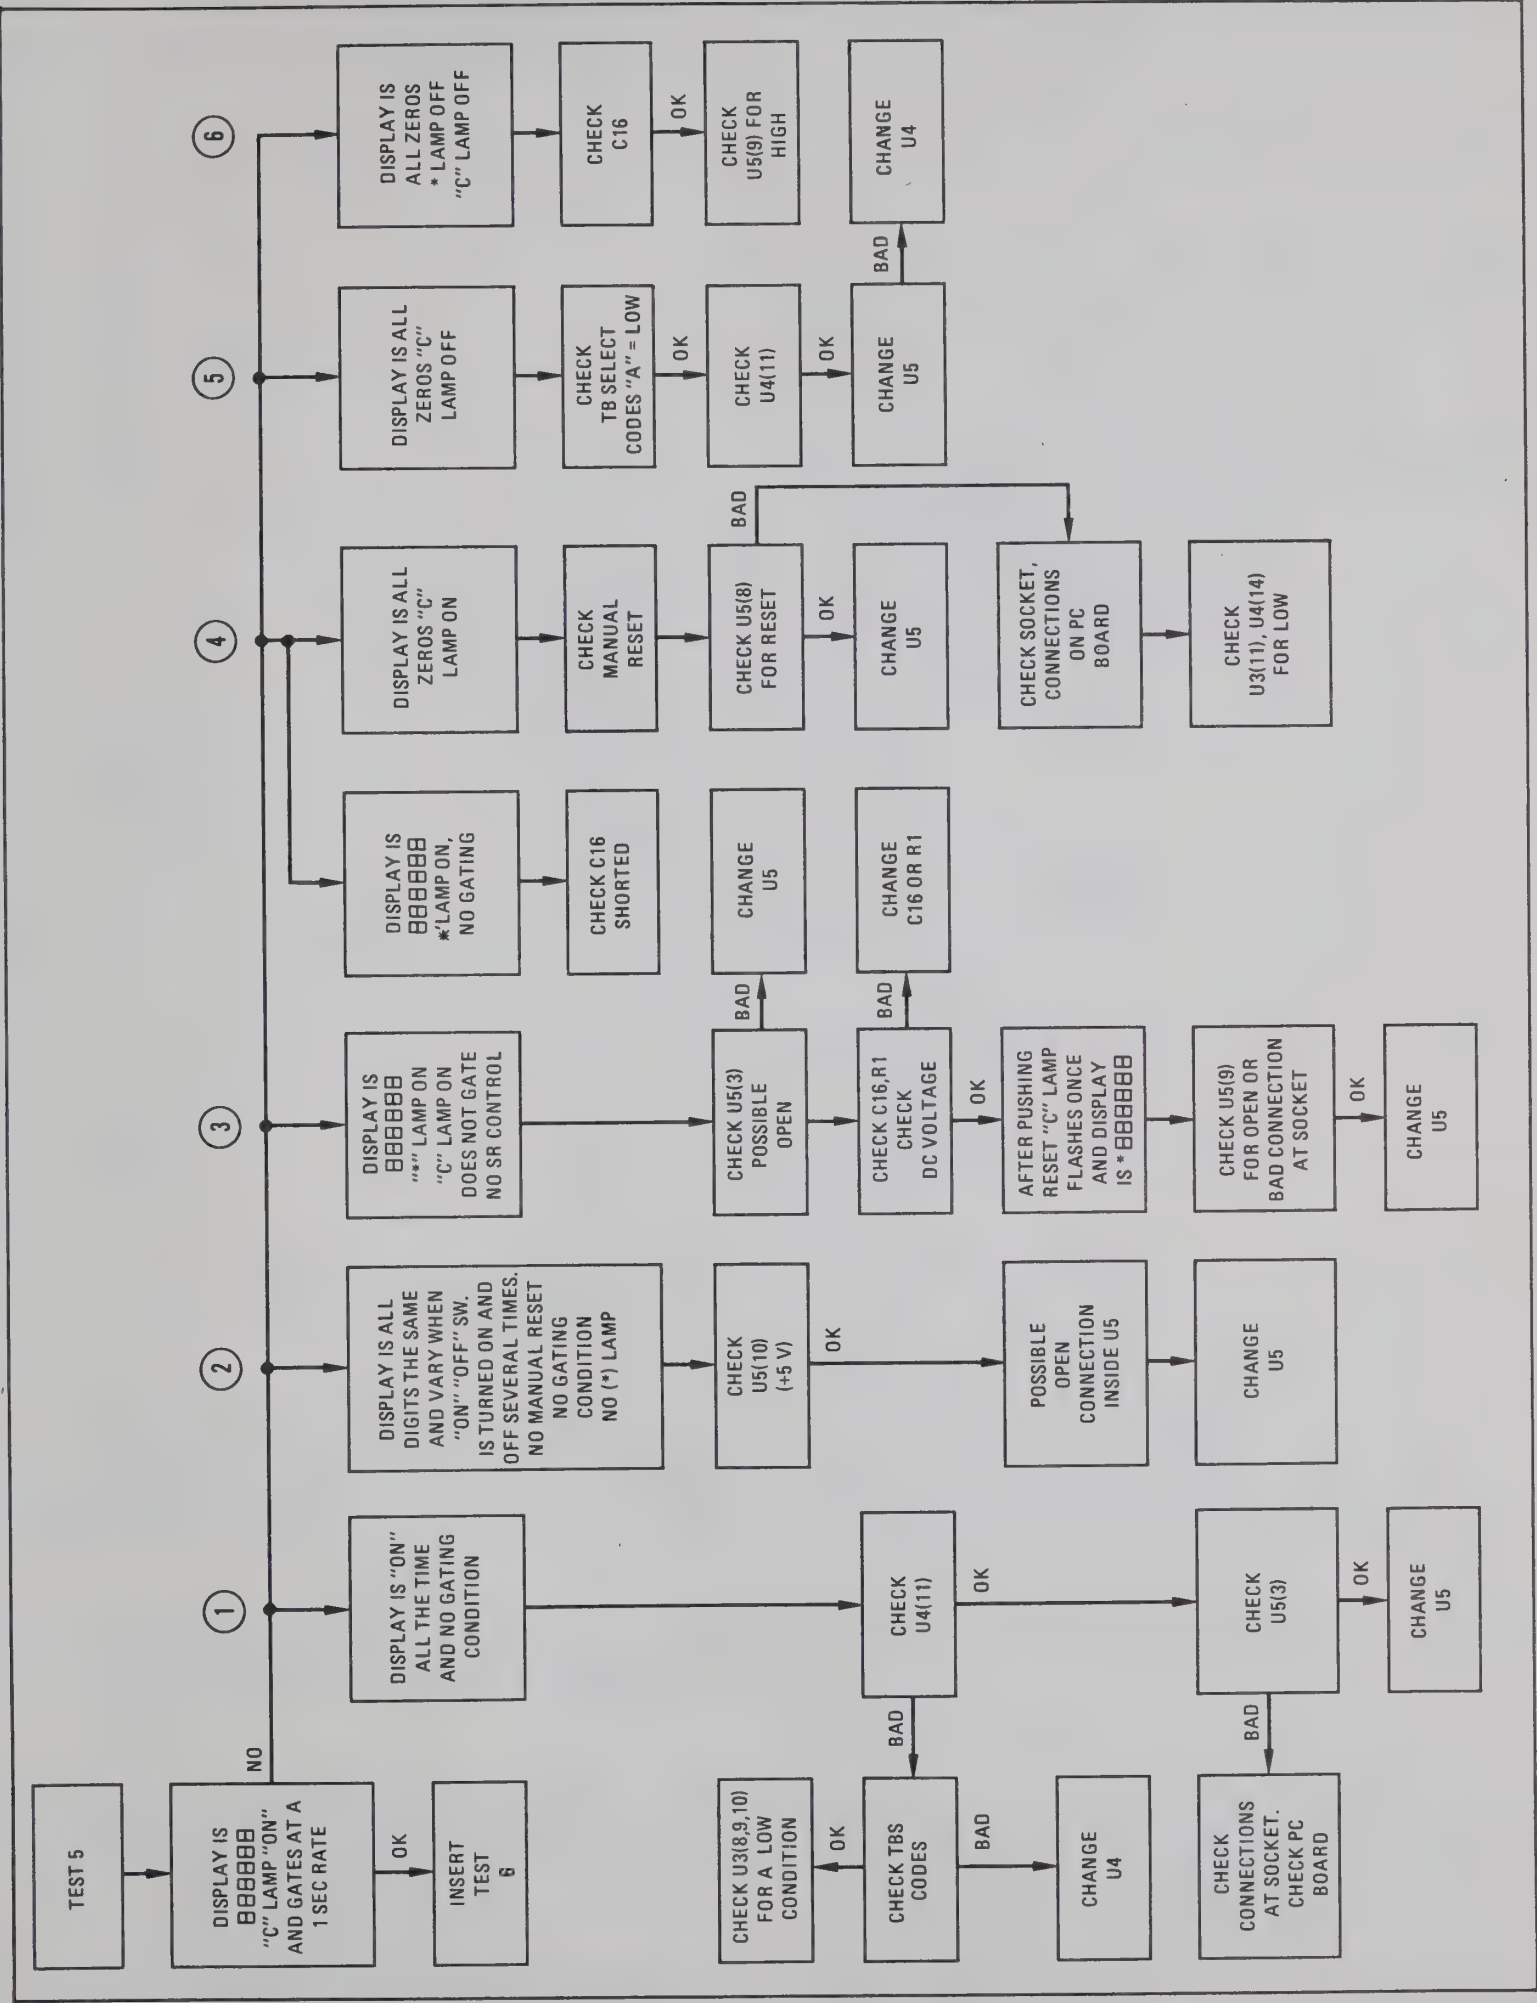 TEST 5
DISPLAY IS
888888
"C" LAMP "ON"
AND GATES AT A
1 SEC RATE
NO
OK
INSERT
TEST
6
1
DISPLAY IS "ON"
ALL THE TIME
AND NO GATING
CONDITION
CHECK
U4(11)
BAD
OK
CHECK TBS
CODES
OK
BAD
CHECK U3(8,9,10)
FOR A LOW
CONDITION
CHANGE
U4
CHECK
U5(3)
BAD
OK
CHECK
CONNECTIONS
AT SOCKET.
CHECK PC
BOARD
CHANGE
U5
2
DISPLAY IS ALL
DIGITS THE SAME
AND VARY WHEN
"ON" "OFF" SW.
IS TURNED ON AND
OFF SEVERAL TIMES.
NO MANUAL RESET
NO GATING
CONDITION
NO (*) LAMP
CHECK
U5(10)
(+5 V)
OK
POSSIBLE
OPEN
CONNECTION
INSIDE U5
CHANGE
U5
3
DISPLAY IS
888888
"*" LAMP ON
"C" LAMP ON
DOES NOT GATE
NO SR CONTROL
CHECK U5(3)
POSSIBLE
OPEN
BAD
CHANGE
U5
CHECK C16,R1
CHECK
DC VOLTAGE
BAD
CHANGE
C16 OR R1
OK
AFTER PUSHING
RESET "C" LAMP
FLASHES ONCE
AND DISPLAY
IS * 888888
CHECK U5(9)
FOR OPEN OR
BAD CONNECTION
AT SOCKET
OK
CHANGE
U5
DISPLAY IS
888888
*'LAMP ON,
NO GATING
CHECK C16
SHORTED
4
DISPLAY IS ALL
ZEROS "C"
LAMP ON
CHECK
MANUAL
RESET
CHECK U5(8)
FOR RESET
BAD
OK
CHANGE
U5
CHECK SOCKET,
CONNECTIONS
ON PC
BOARD
CHECK
U3(11), U4(14)
FOR LOW
5
DISPLAY IS ALL
ZEROS "C"
LAMP OFF
CHECK
TB SELECT
CODES "A" = LOW
OK
CHECK
U4(11)
OK
CHANGE
U5
BAD
CHANGE
U4
6
DISPLAY IS
ALL ZEROS
* LAMP OFF
"C" LAMP OFF
CHECK
C16
OK
CHECK
U5(9) FOR
HIGH